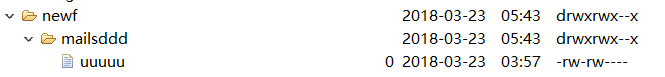 newf 2018-03-23 05:43 drwxrwx--x
mailsddd 2018-03-23 05:43 drwxrwx--x
uuuuu 0 2018-03-23 03:57 -rw-rw----